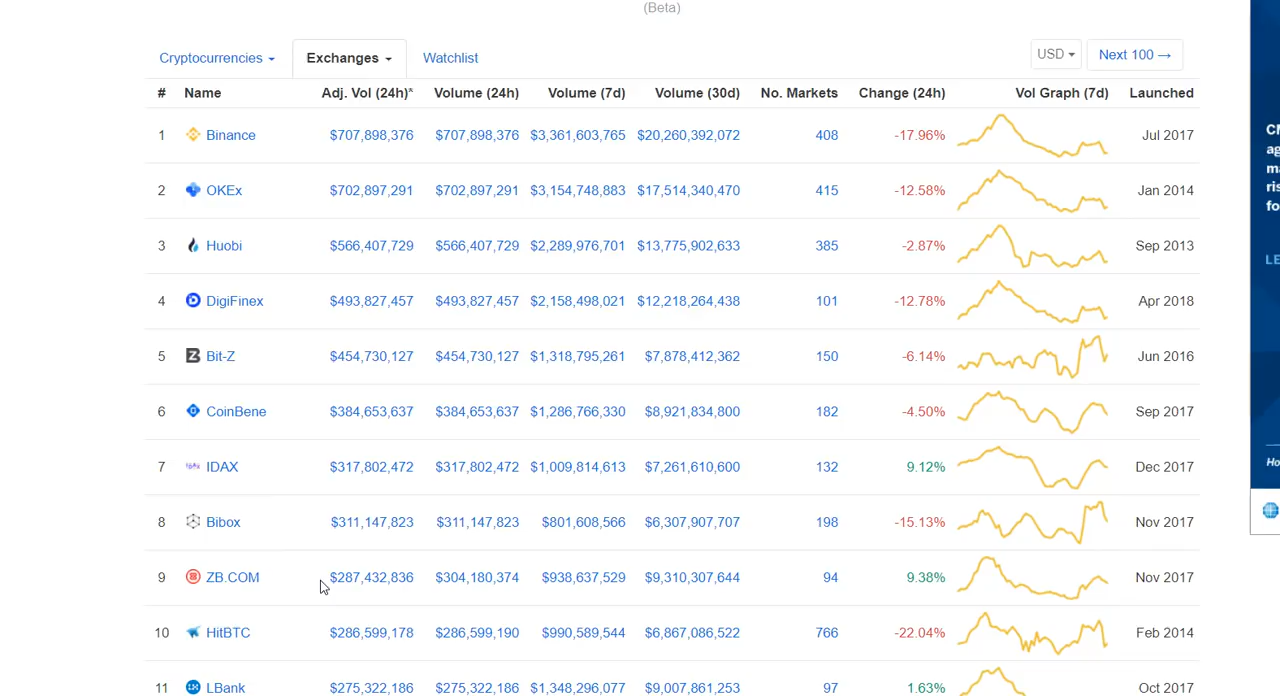 (Beta)
Cryptocurrencies Exchanges Watchlist USD Next 100 →
# Name Adj. Vol (24h)* Volume (24h) Volume (7d) Volume (30d) No. Markets Change (24h) Vol Graph (7d) Launched
1 Binance $707,898,376 $707,898,376 $3,361,603,765 $20,260,392,072 408 -17.96% Jul 2017
2 OKEx $702,897,291 $702,897,291 $3,154,748,883 $17,514,340,470 415 -12.58% Jan 2014
3 Huobi $566,407,729 $566,407,729 $2,289,976,701 $13,775,902,633 385 -2.87% Sep 2013
4 DigiFinex $493,827,457 $493,827,457 $2,158,498,021 $12,218,264,438 101 -12.78% Apr 2018
5 Bit-Z $454,730,127 $454,730,127 $1,318,795,261 $7,878,412,362 150 -6.14% Jun 2016
6 CoinBene $384,653,637 $384,653,637 $1,286,766,330 $8,921,834,800 182 -4.50% Sep 2017
7 IDAX $317,802,472 $317,802,472 $1,009,814,613 $7,261,610,600 132 9.12% Dec 2017
8 Bibox $311,147,823 $311,147,823 $801,608,566 $6,307,907,707 198 -15.13% Nov 2017
9 ZB.COM $287,432,836 $304,180,374 $938,637,529 $9,310,307,644 94 9.38% Nov 2017
10 HitBTC $286,599,178 $286,599,190 $990,589,544 $6,867,086,522 766 -22.04% Feb 2014
11 LBank $275,322,186 $275,322,186 $1,348,296,077 $9,007,861,253 97 1.63% Oct 2017